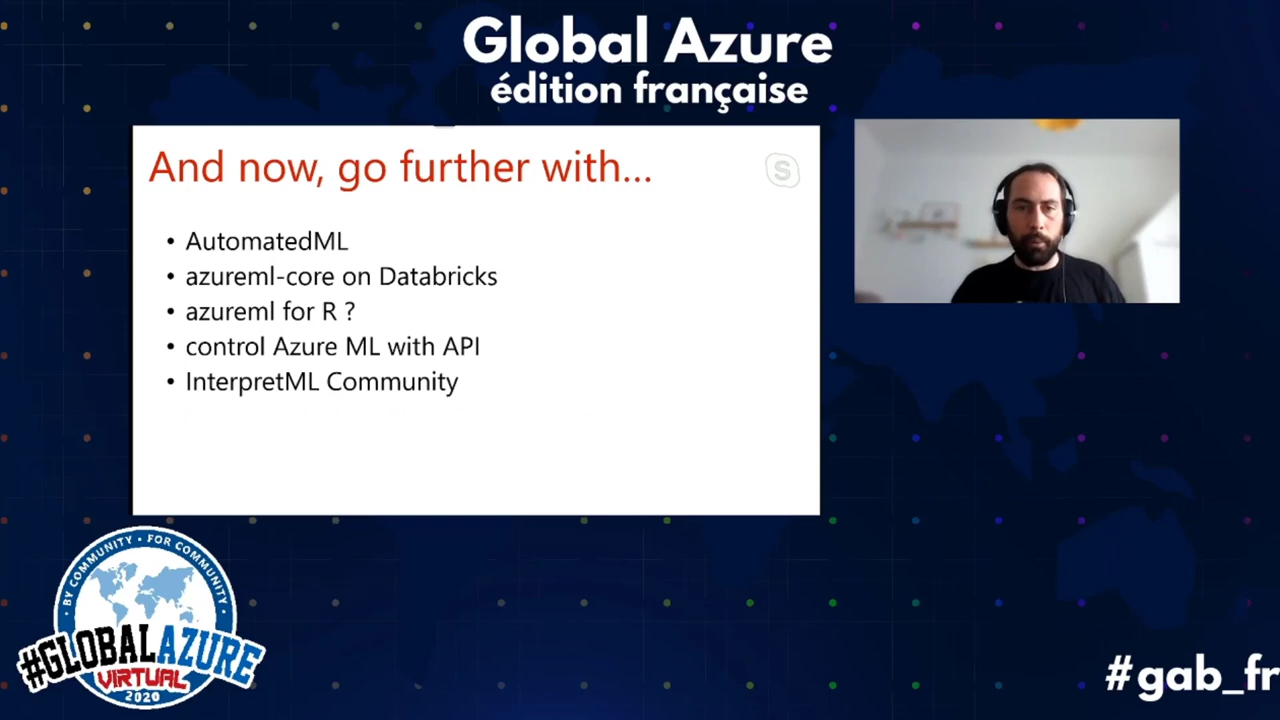 Global Azure
édition française
And now, go further with...
S
• AutomatedML
• azureml-core on Databricks
• azureml for R ?
• control Azure ML with API
• InterpretML Community
BY COMMUNITY • FOR COMMUNITY
#GLOBALAZURE
VIRTUAL
2020
#gab_fr